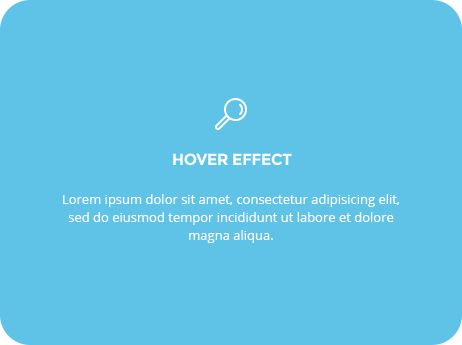 HOVER EFFECT
Lorem ipsum dolor sit amet, consectetur adipisicing elit,
sed do eiusmod tempor incididunt ut labore et dolore
magna aliqua.